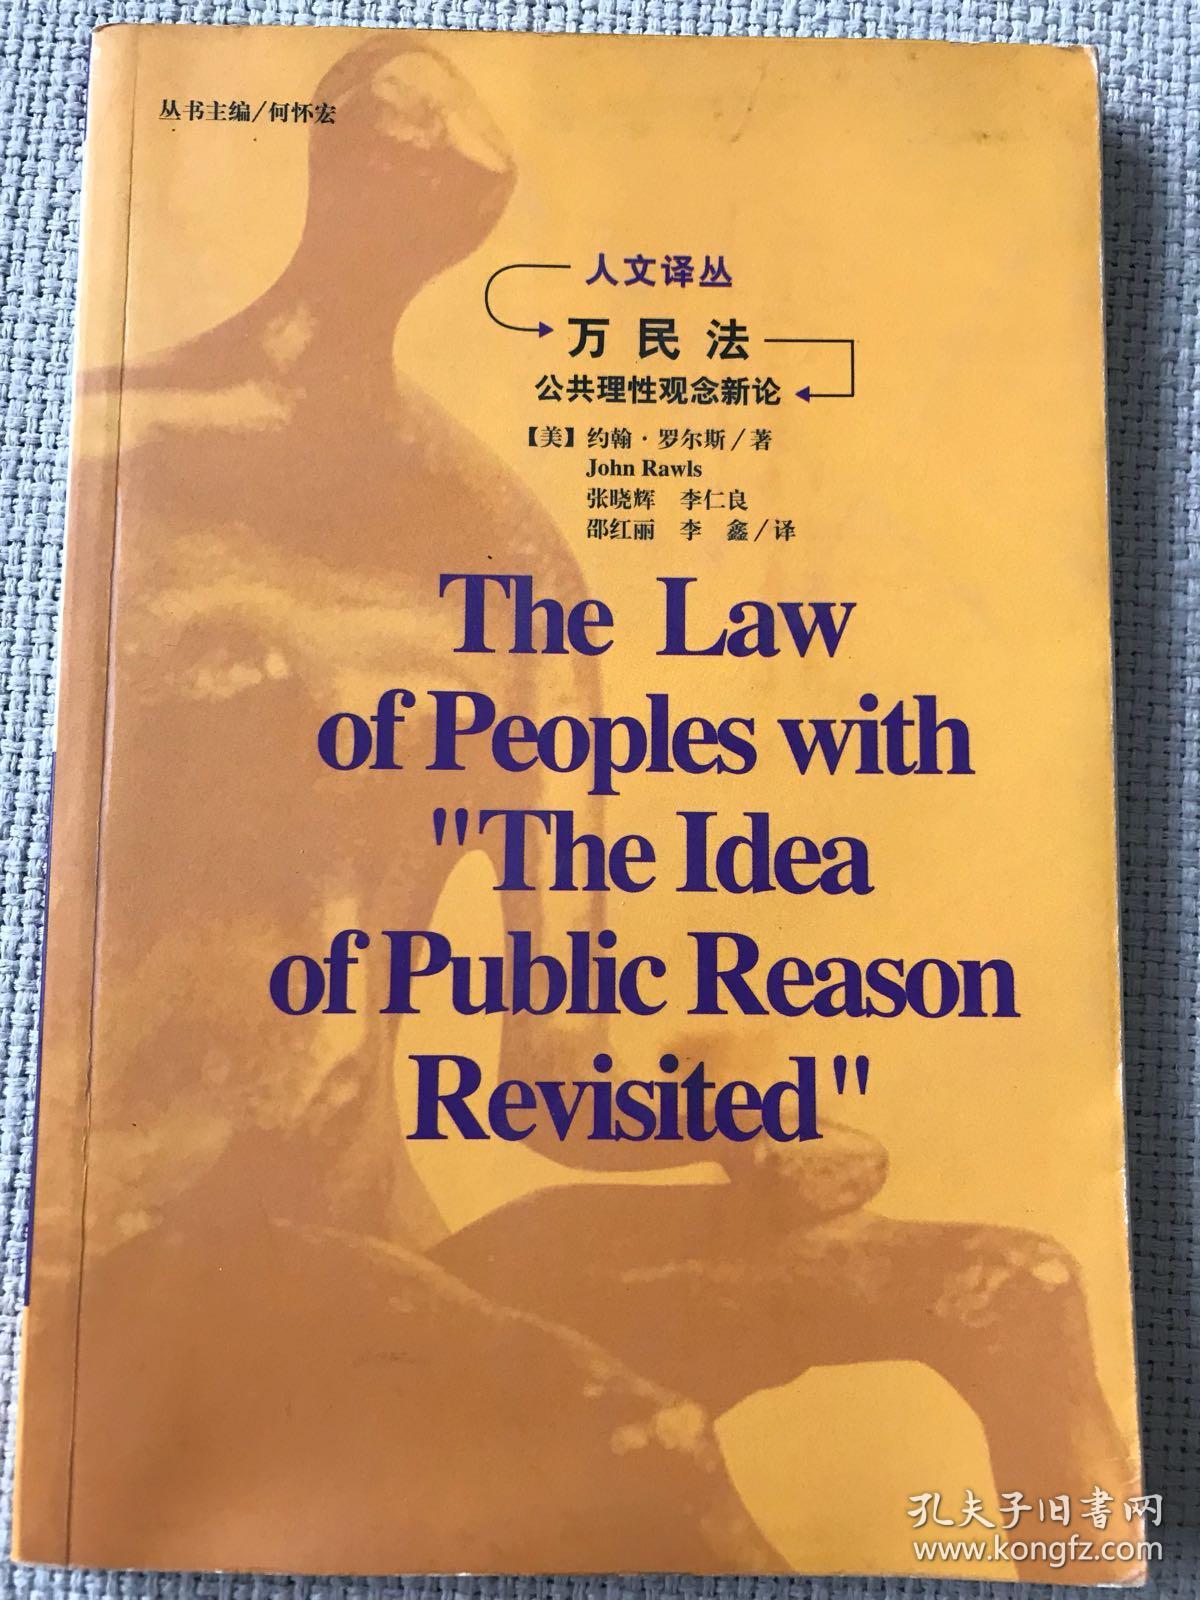 丛书主编/何怀宏
人文译丛
万民法
公共理性观念新论
【美】约翰·罗尔斯/著
John Rawls
张晓辉 李仁良
邵红丽 李 鑫/译
The Law
of Peoples with
"The Idea
of Public Reason
Revisited"
孔夫子旧書网
www.kongfz.com